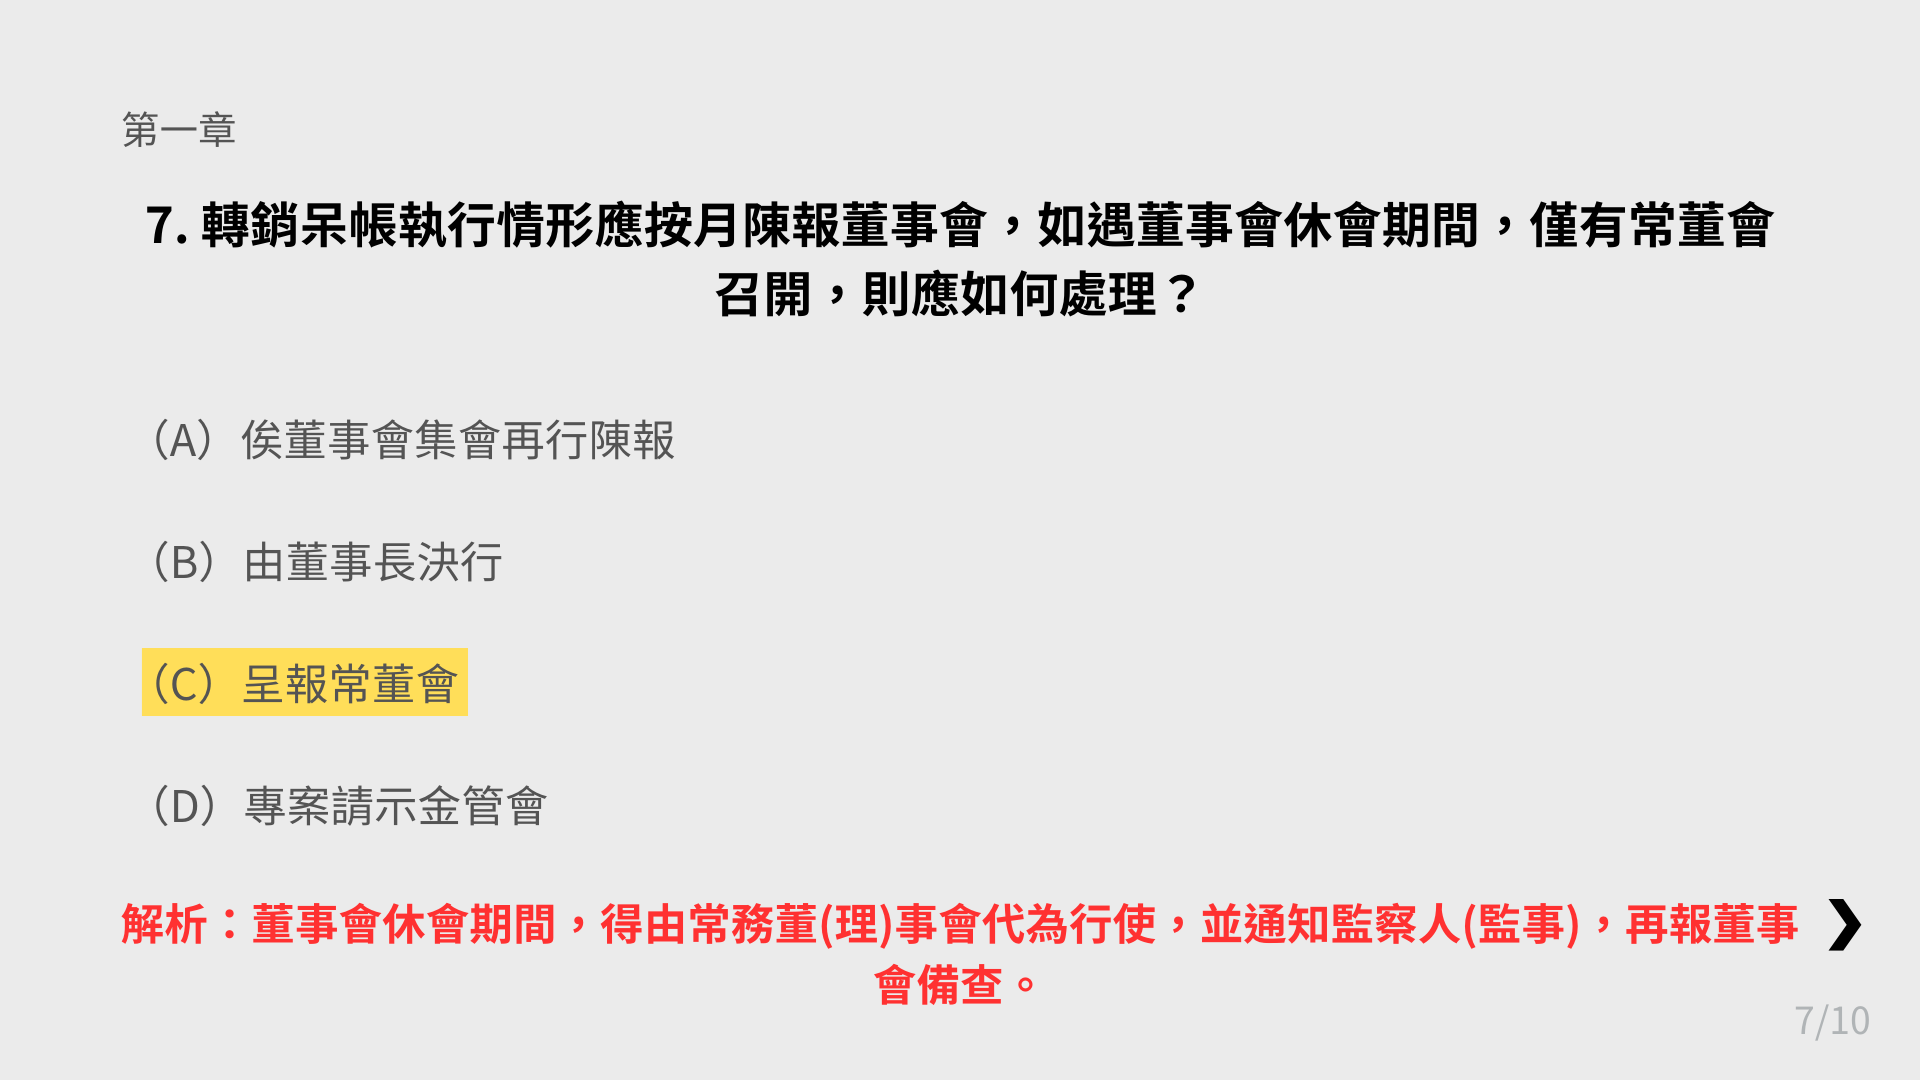 第一章
7. 轉銷呆帳執行情形應按月陳報董事會，如遇董事會休會期間，僅有常董會
召開，則應如何處理？
（A）俟董事會集會再行陳報
（B）由董事長決行
（C）呈報常董會
（D）專案請示金管會
解析：董事會休會期間，得由常務董(理)事會代為行使，並通知監察人(監事)，再報董事
會備查。
7/10